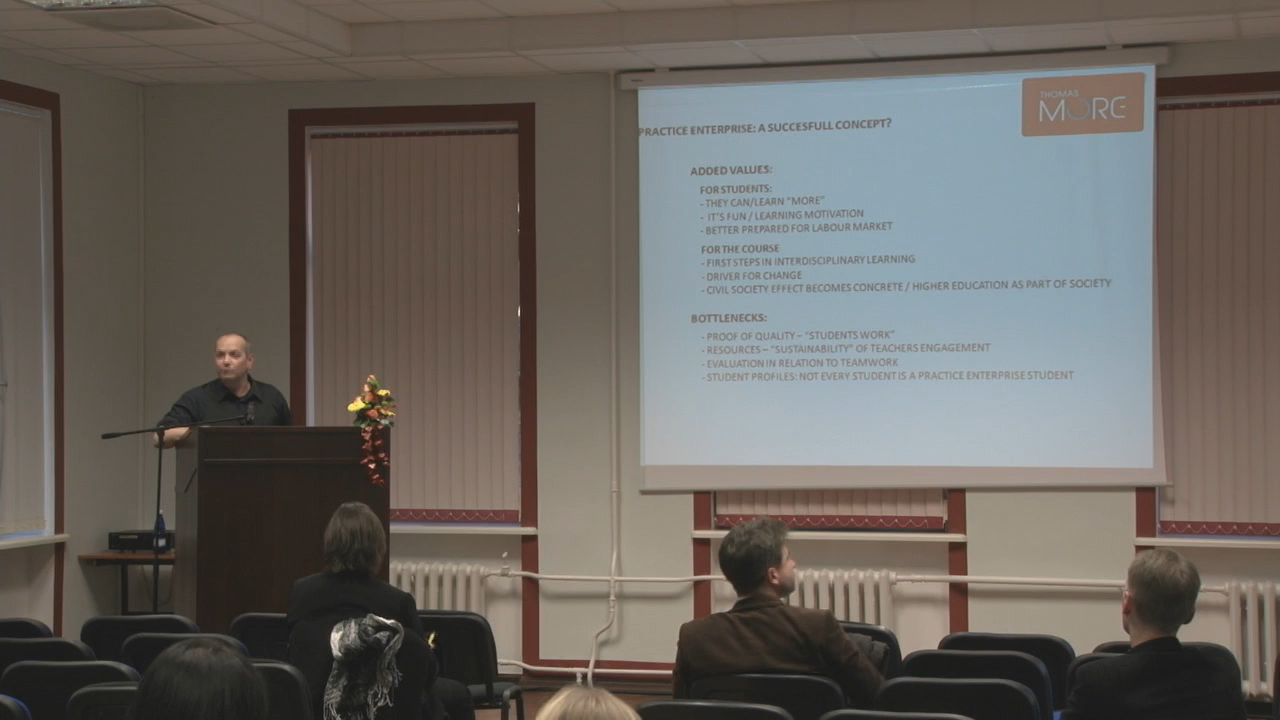 THOMAS
MORE
PRACTICE ENTERPRISE: A SUCCESFULL CONCEPT?
ADDED VALUES:
FOR STUDENTS:
- THEY CAN/LEARN "MORE"
- IT'S FUN / LEARNING MOTIVATION
- BETTER PREPARED FOR LABOUR MARKET
FOR THE COURSE
- FIRST STEPS IN INTERDISCIPLINARY LEARNING
- DRIVER FOR CHANGE
- CIVIL SOCIETY EFFECT BECOMES CONCRETE / HIGHER EDUCATION AS PART OF SOCIETY
BOTTLENECKS:
- PROOF OF QUALITY – "STUDENTS WORK"
- RESOURCES – "SUSTAINABILITY" OF TEACHERS ENGAGEMENT
- EVALUATION IN RELATION TO TEAMWORK
- STUDENT PROFILES: NOT EVERY STUDENT IS A PRACTICE ENTERPRISE STUDENT